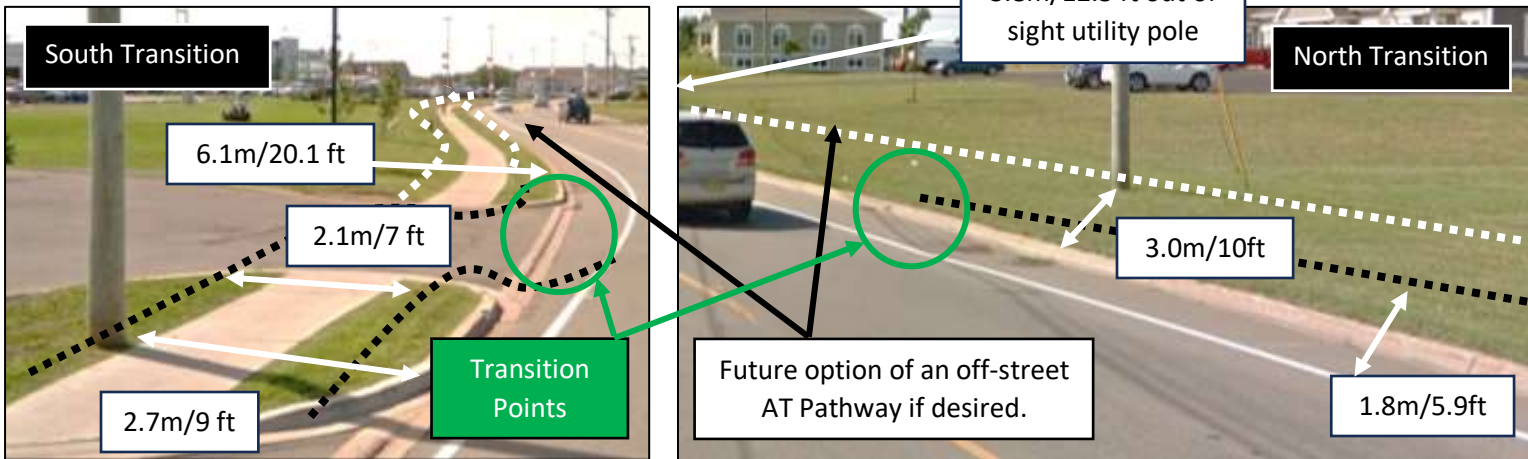 South Transition
6.1m/20.1 ft
2.1m/7 ft
2.7m/9 ft
Transition
Points
sight utility pole
North Transition
3.0m/10ft
Future option of an off-street
AT Pathway if desired.
1.8m/5.9ft